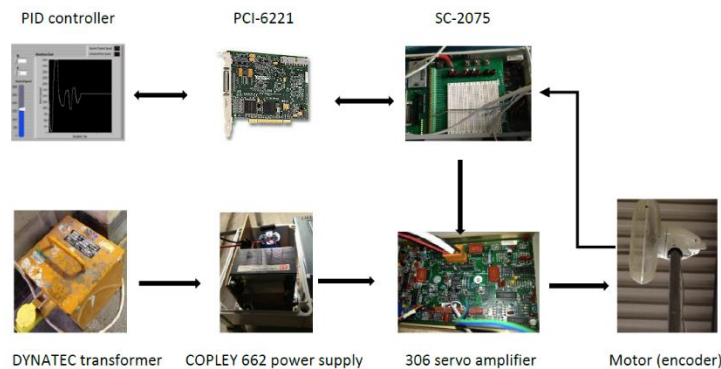 PID controller
PCI-6221
SC-2075
DYNATEC transformer
COPLEY 662 power supply
306 servo amplifier
Motor (encoder)